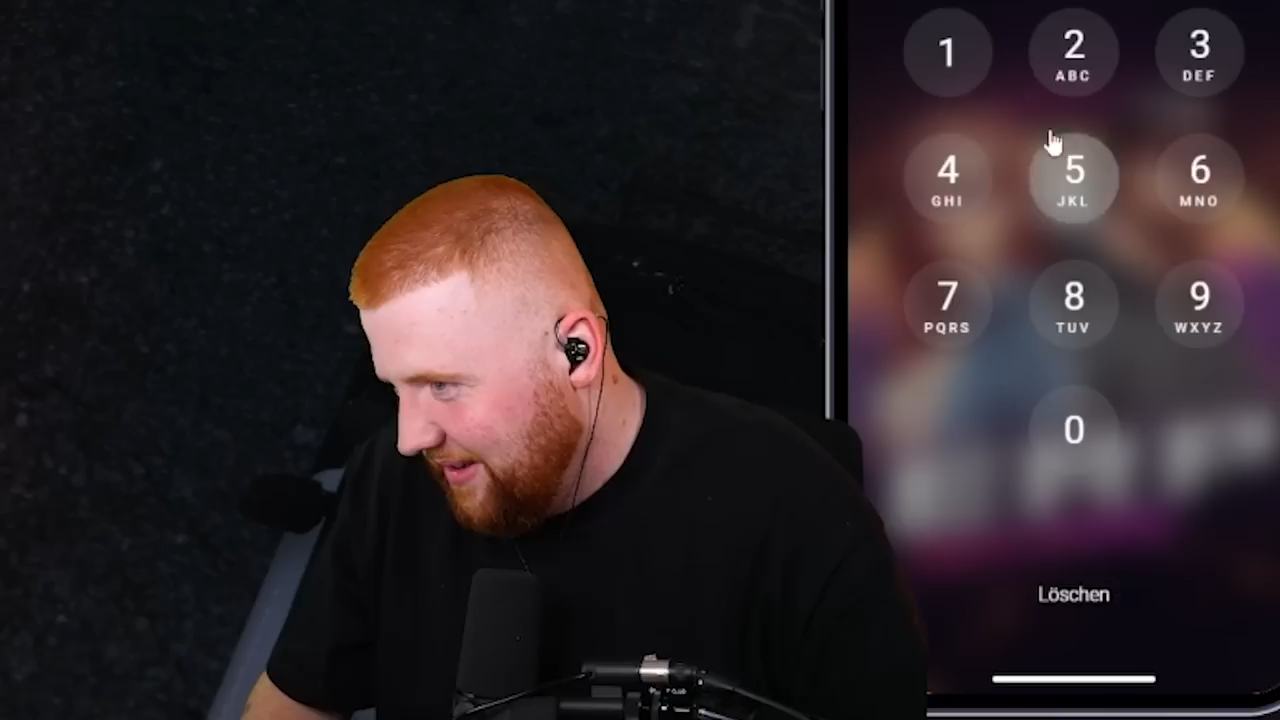 1 2 3
ABC DEF
4 5 6
GHI JKL MNO
7 8 9
PQRS TUV WXYZ
0
Löschen